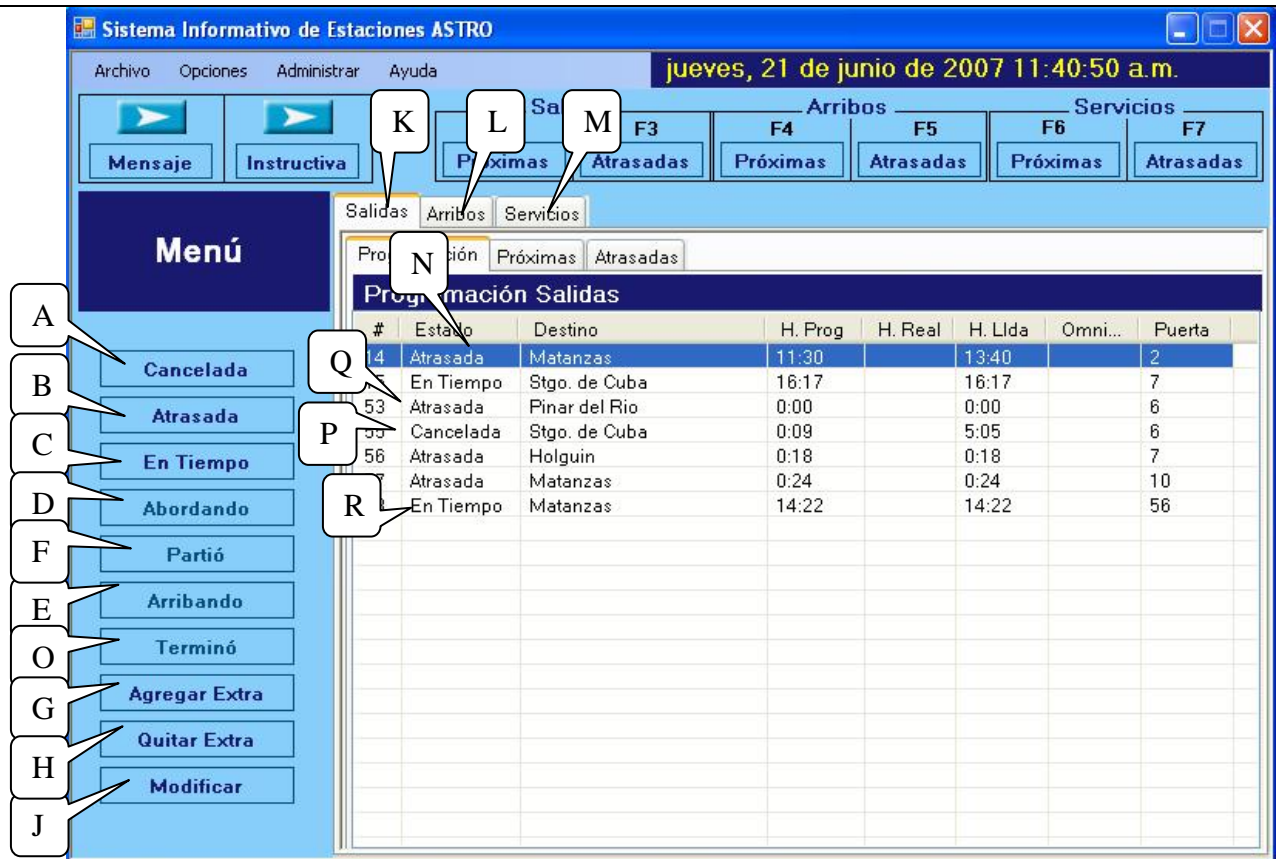 Sistema Informativo de Estaciones ASTRO
Archivo Opciones Administrar Ayuda
jueves, 21 de junio de 2007 11:40:50 a.m.
Arribos Servicios
F3 F4 F5 F6 F7
Mensaje Instructiva Atrasadas Próximas Atrasadas Próximas Atrasadas
K L M
Menú
Salidas Arribos Servicios
Próximas Atrasadas
N
Salidas
# Estado Destino H. Prog H. Real H. Llda Omni... Puerta
14 Atrasada Matanzas 11:30 13:40 2
En Tiempo Stgo. de Cuba 16:17 16:17 7
53 Atrasada Pinar del Rio 0:00 0:00 6
55 Cancelada Stgo. de Cuba 0:09 5:05 6
56 Atrasada Holguin 0:18 0:18 7
Atrasada Matanzas 0:24 0:24 10
En Tiempo Matanzas 14:22 14:22 56
Q
P
R
A
Cancelada
B
Atrasada
C
En Tiempo
D
Abordando
F
Partió
E
Arribando
O
Terminó
G
Agregar Extra
H
Quitar Extra
J
Modificar